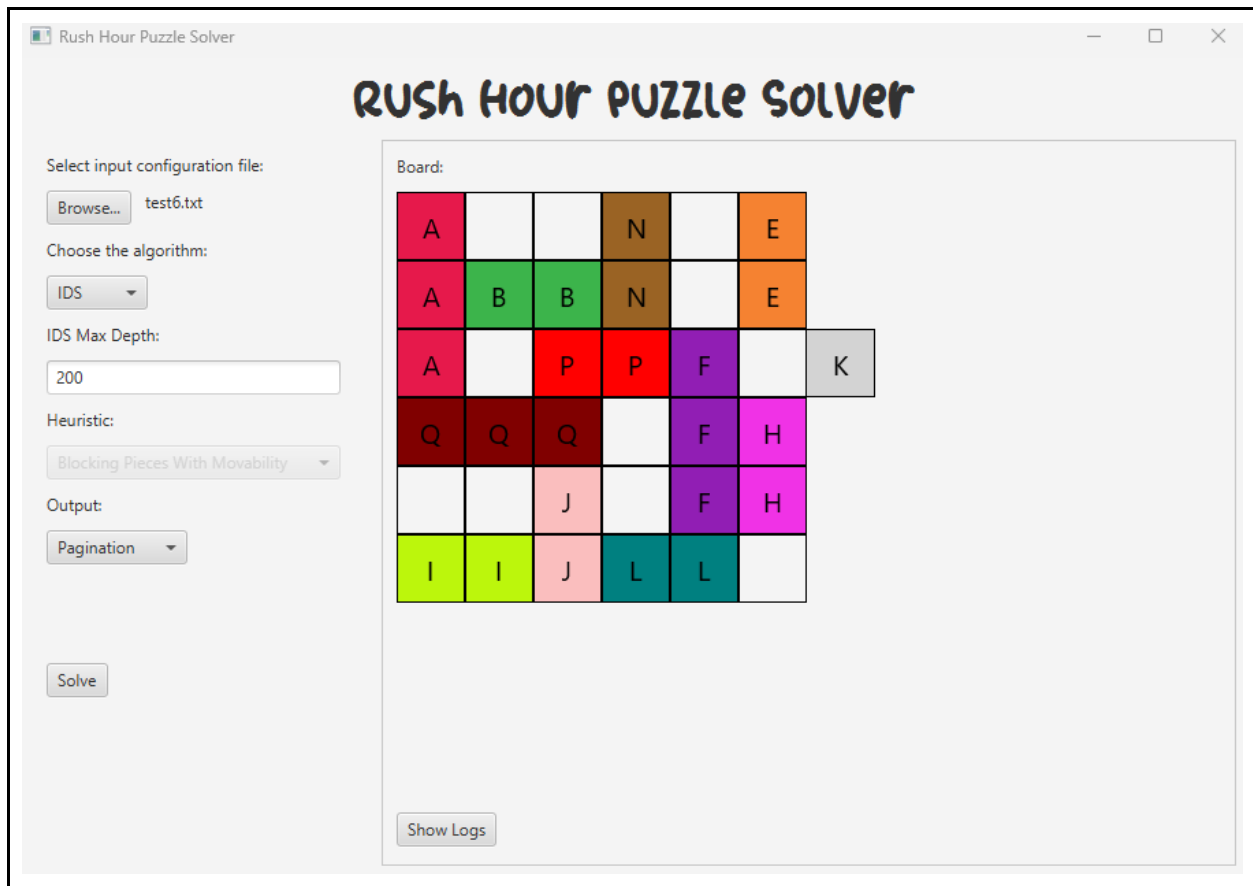 Rush Hour Puzzle Solver
Rush Hour Puzzle Solver
Select input configuration file:
Browse... test6.txt
Choose the algorithm:
IDS
IDS Max Depth:
200
Heuristic:
Blocking Pieces With Movability
Output:
Pagination
Solve
Board:
A N E
A B B N E
A P P F K
Q Q Q F H
J F H
I I J L L
Show Logs